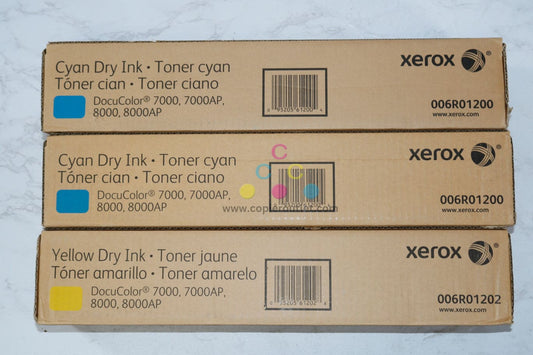 Cyan Dry Ink • Toner cyan
Tóner cian • Toner ciano
DocuColor® 7000, 7000AP,
8000, 8000AP
xerox
006R01200
www.xerox.com
Cyan Dry Ink • Toner cyan
Tóner cian • Toner ciano
DocuColor® 7000, 7000AP,
8000, 8000AP
xerox
006R01200
www.xerox.com
C
C C
Yellow Dry Ink • Toner jaune
Tóner amarillo • Toner amarelo
DocuColor® 7000, 7000AP,
8000, 8000AP
xerox
006R01202
www.xerox.com